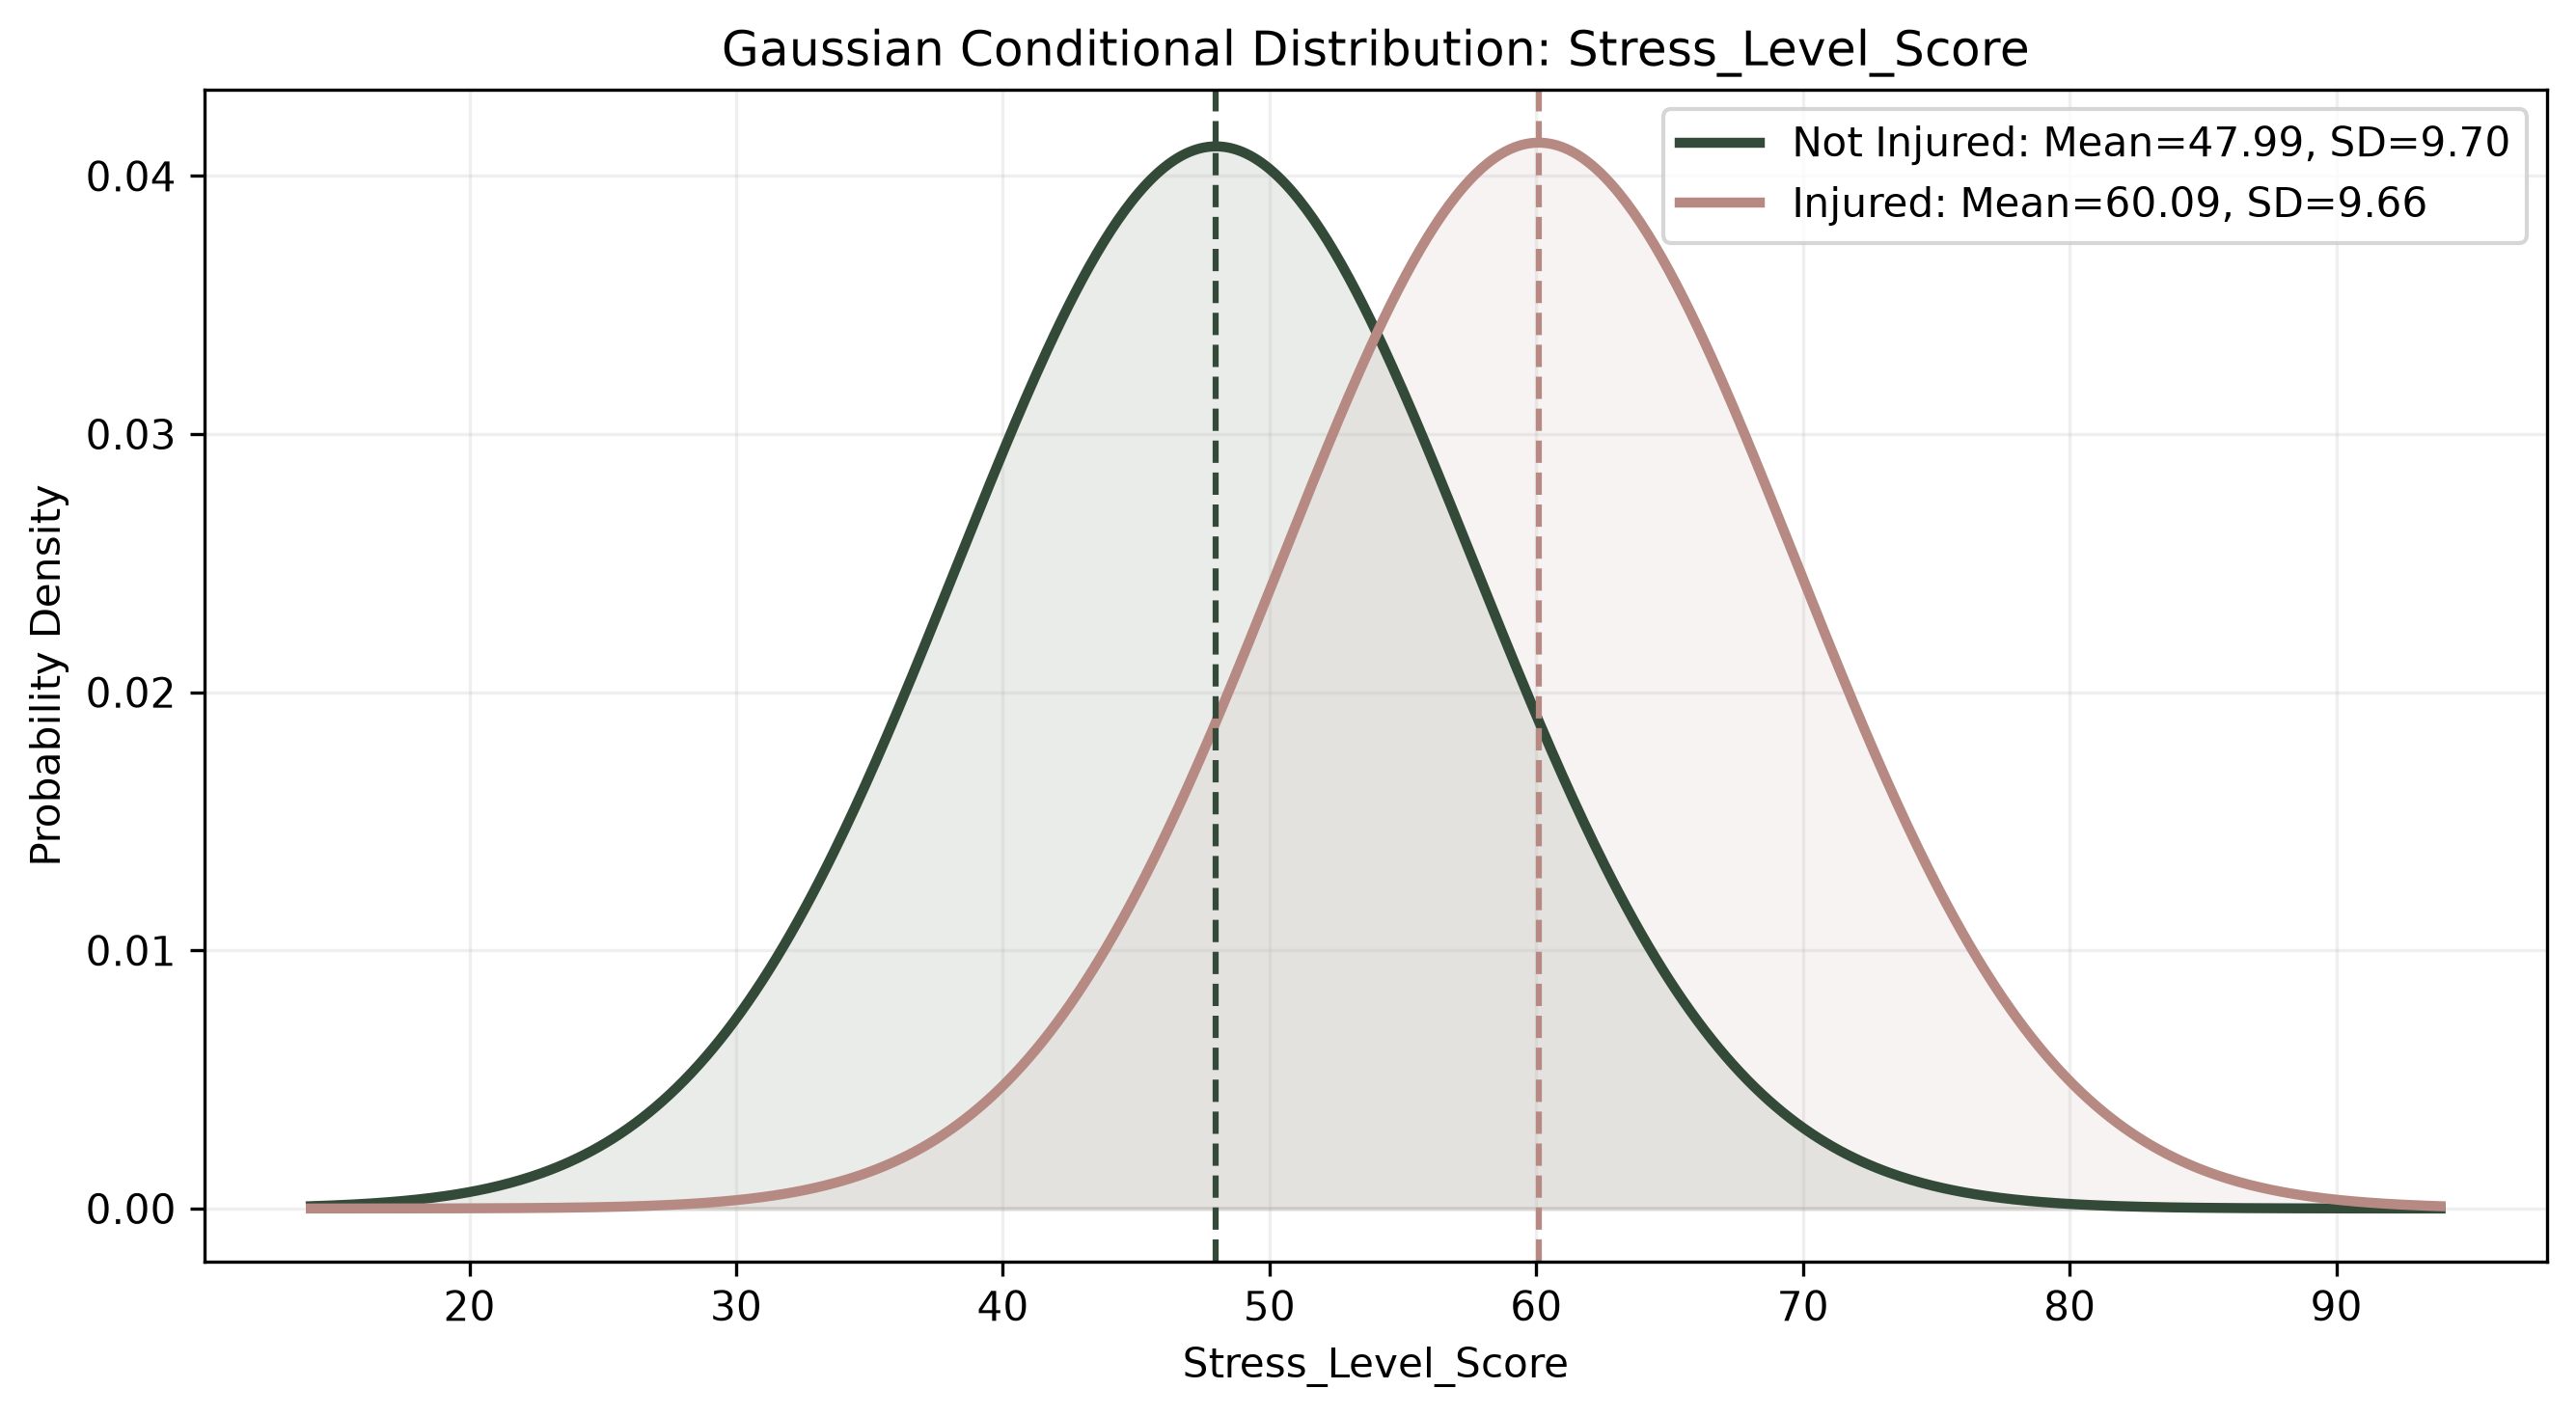 Gaussian Conditional Distribution: Stress_Level_Score
Not Injured: Mean=47.99, SD=9.70
Injured: Mean=60.09, SD=9.66
Probability Density
0.04
0.03
0.02
0.01
0.00
20 30 40 50 60 70 80 90
Stress_Level_Score